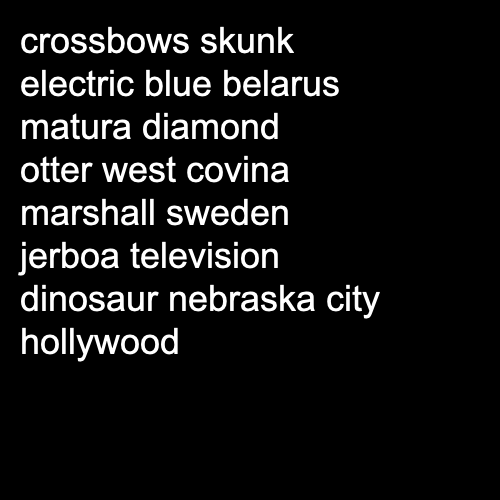 crossbows skunk
electric blue belarus
matura diamond
otter west covina
marshall sweden
jerboa television
dinosaur nebraska city
hollywood